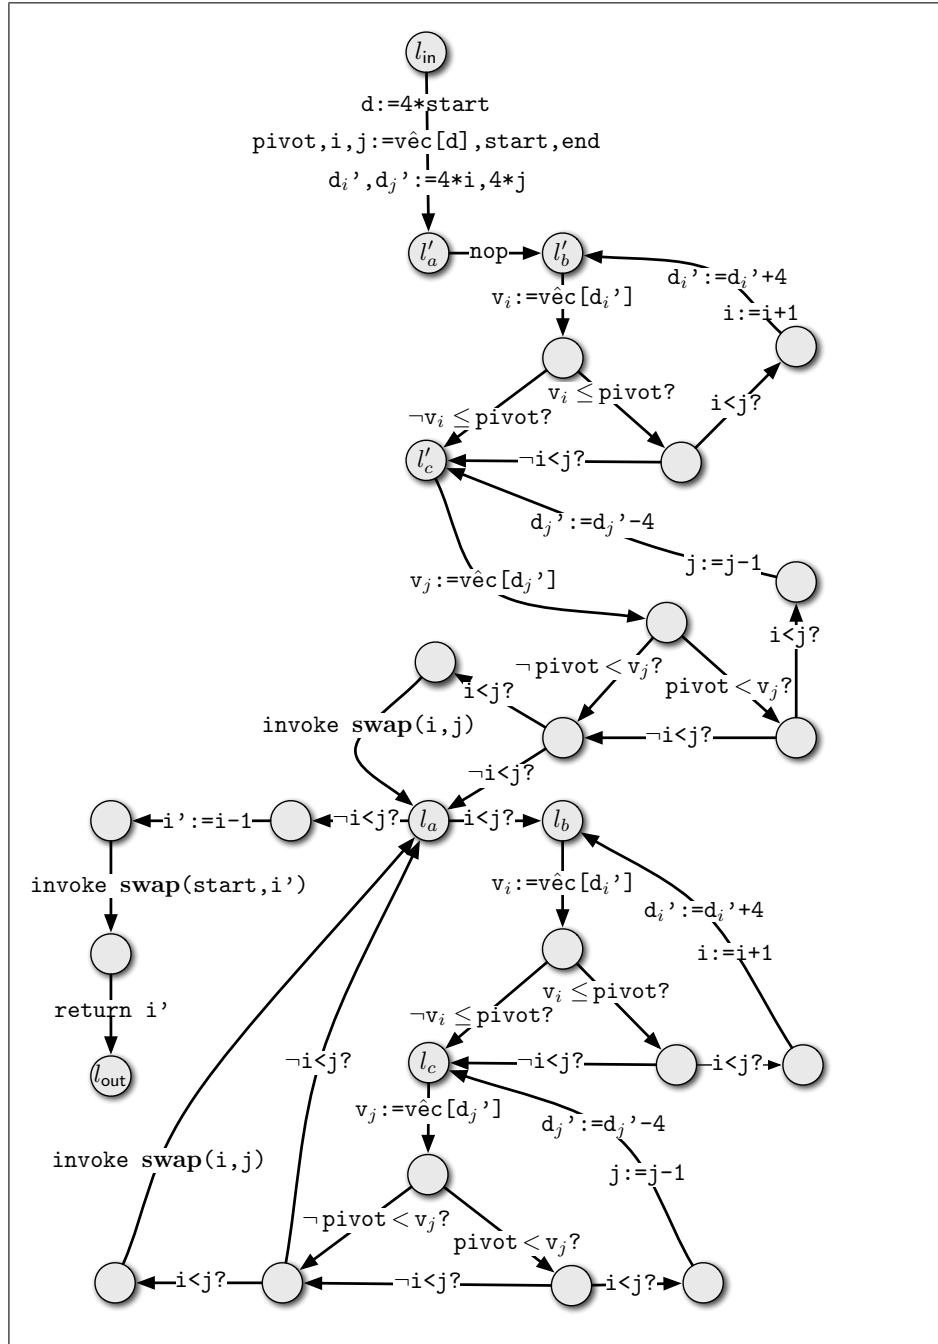 l_in
d:=4*start
pivot,i,j:=vêc[d],start,end
d_i',d_j':=4*i,4*j
l'_a
nop
l'_b
d_i':=d_i'+4
i:=i+1
v_i:=vêc[d_i']
v_i ≤pivot?
i<j?
¬v_i ≤pivot?
l'_c
¬i<j?
d_j':=d_j'-4
j:=j-1
v_j:=vêc[d_j']
i<j?
¬pivot<v_j?
pivot<v_j?
i<j?
invoke swap(i,j)
¬i<j?
¬i<j?
i':=i-1
¬i<j?
l_a
i<j?
l_b
invoke swap(start,i')
v_i:=vêc[d_i']
d_i':=d_i'+4
i:=i+1
v_i ≤pivot?
¬v_i ≤pivot?
return i'
l_out
¬i<j?
l_c
¬i<j?
i<j?
v_j:=vêc[d_j']
d_j':=d_j'-4
invoke swap(i,j)
j:=j-1
¬pivot<v_j?
pivot<v_j?
i<j?
¬i<j?
i<j?